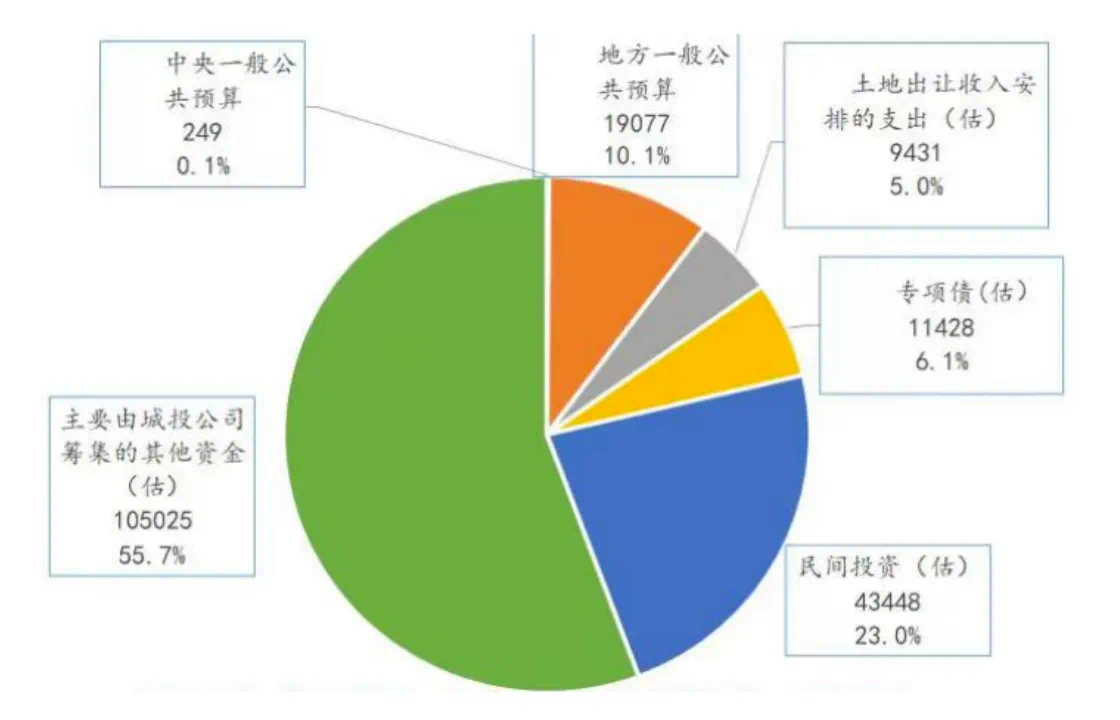 中央一般公
共预算
249
0.1%
地方一般公
共预算
19077
10.1%
土地出让收入安
排的支出（估）
9431
5.0%
专项债(估）
11428
6.1%
主要由城投公司
筹集的其他资金
（估）
105025
55.7%
民间投资（估）
43448
23.0%